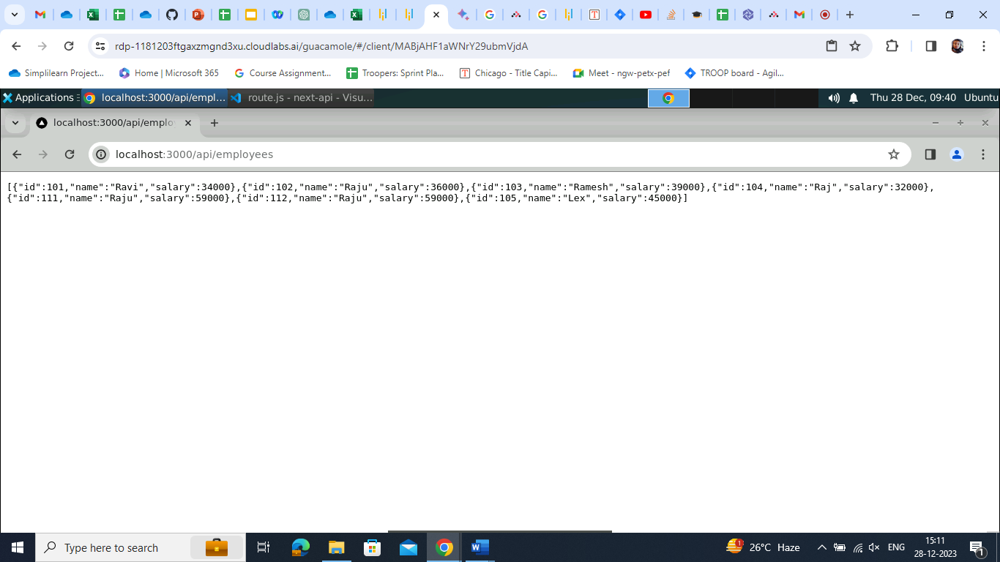 rdp-1181203ftgaxzmgnd3xu.cloudlabs.ai/guacamole/#/client/MABjAHF1aWNrY29ubmVjdA
Simplilearn Project... Home | Microsoft 365 Course Assignment... Troopers: Sprint Pla... Chicago - Title Capi... Meet - ngw-petx-pef TROOP board - Agil...
Applications localhost:3000/api/empl... route.js - next-api - Visu... Thu 28 Dec, 09:40 Ubuntu
localhost:3000/api/emplo
localhost:3000/api/employees
[{"id":101,"name":"Ravi","salary":34000},{"id":102,"name":"Raju","salary":36000},{"id":103,"name":"Ramesh","salary":39000},{"id":104,"name":"Raj","salary":32000},
{"id":111,"name":"Raju","salary":59000},{"id":112,"name":"Raju","salary":59000},{"id":105,"name":"Lex","salary":45000}]
Type here to search 1 26°C Haze ENG 15:11
28-12-2023 1